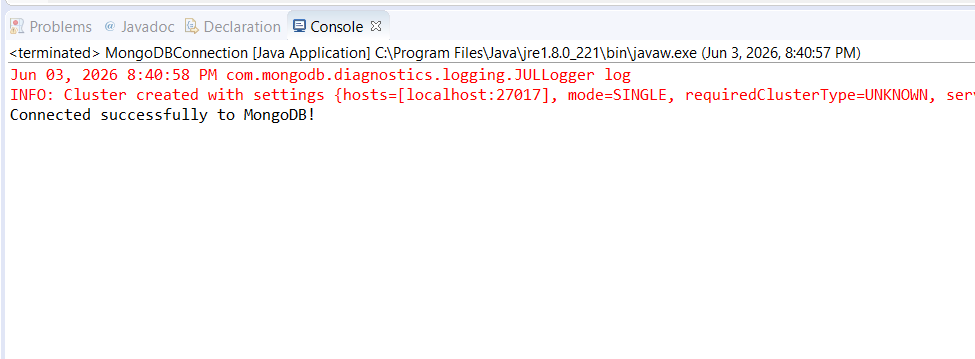 Problems @ Javadoc Declaration Console
<terminated> MongoDBConnection [Java Application] C:\Program Files\Java\jre1.8.0_221\bin\javaw.exe (Jun 3, 2026, 8:40:57 PM)
Jun 03, 2026 8:40:58 PM com.mongodb.diagnostics.logging.JULLogger log
INFO: Cluster created with settings {hosts=[localhost:27017], mode=SINGLE, requiredClusterType=UNKNOWN, serv
Connected successfully to MongoDB!